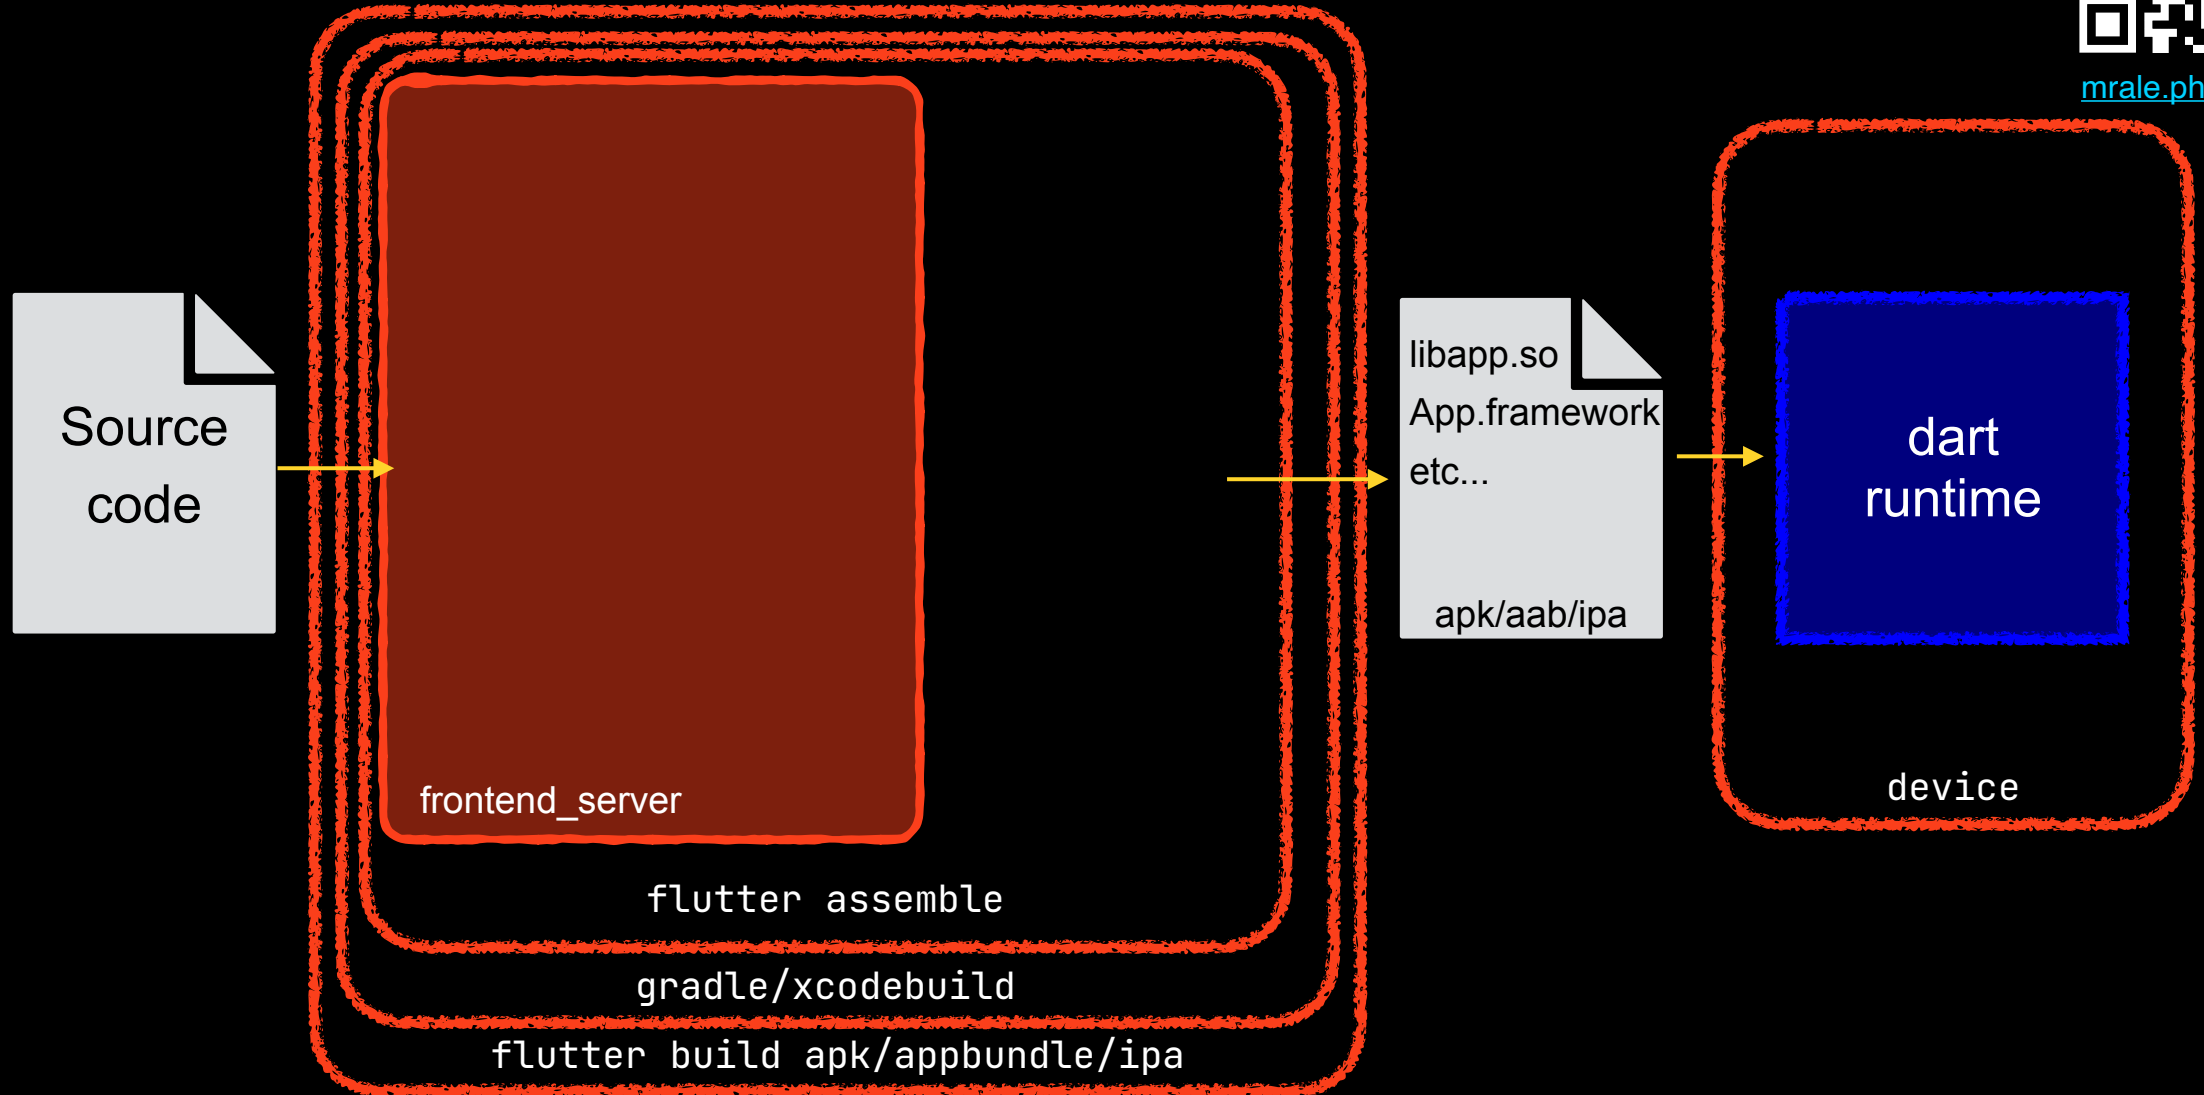 mrale.ph
Source
code
frontend_server
flutter assemble
gradle/xcodebuild
flutter build apk/appbundle/ipa
libapp.so
App.framework
etc...
apk/aab/ipa
dart
runtime
device